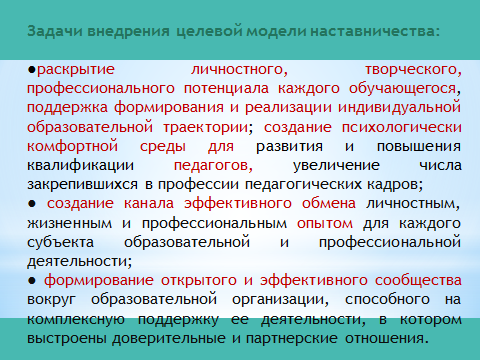 Задачи внедрения целевой модели наставничества:
●раскрытие личностного, творческого,
профессионального потенциала каждого обучающегося,
поддержка формирования и реализации индивидуальной
образовательной траектории; создание психологически
комфортной среды для развития и повышения
квалификации педагогов, увеличение числа
закрепившихся в профессии педагогических кадров;
● создание канала эффективного обмена личностным,
жизненным и профессиональным опытом для каждого
субъекта образовательной и профессиональной
деятельности;
● формирование открытого и эффективного сообщества
вокруг образовательной организации, способного на
комплексную поддержку ее деятельности, в котором
выстроены доверительные и партнерские отношения.